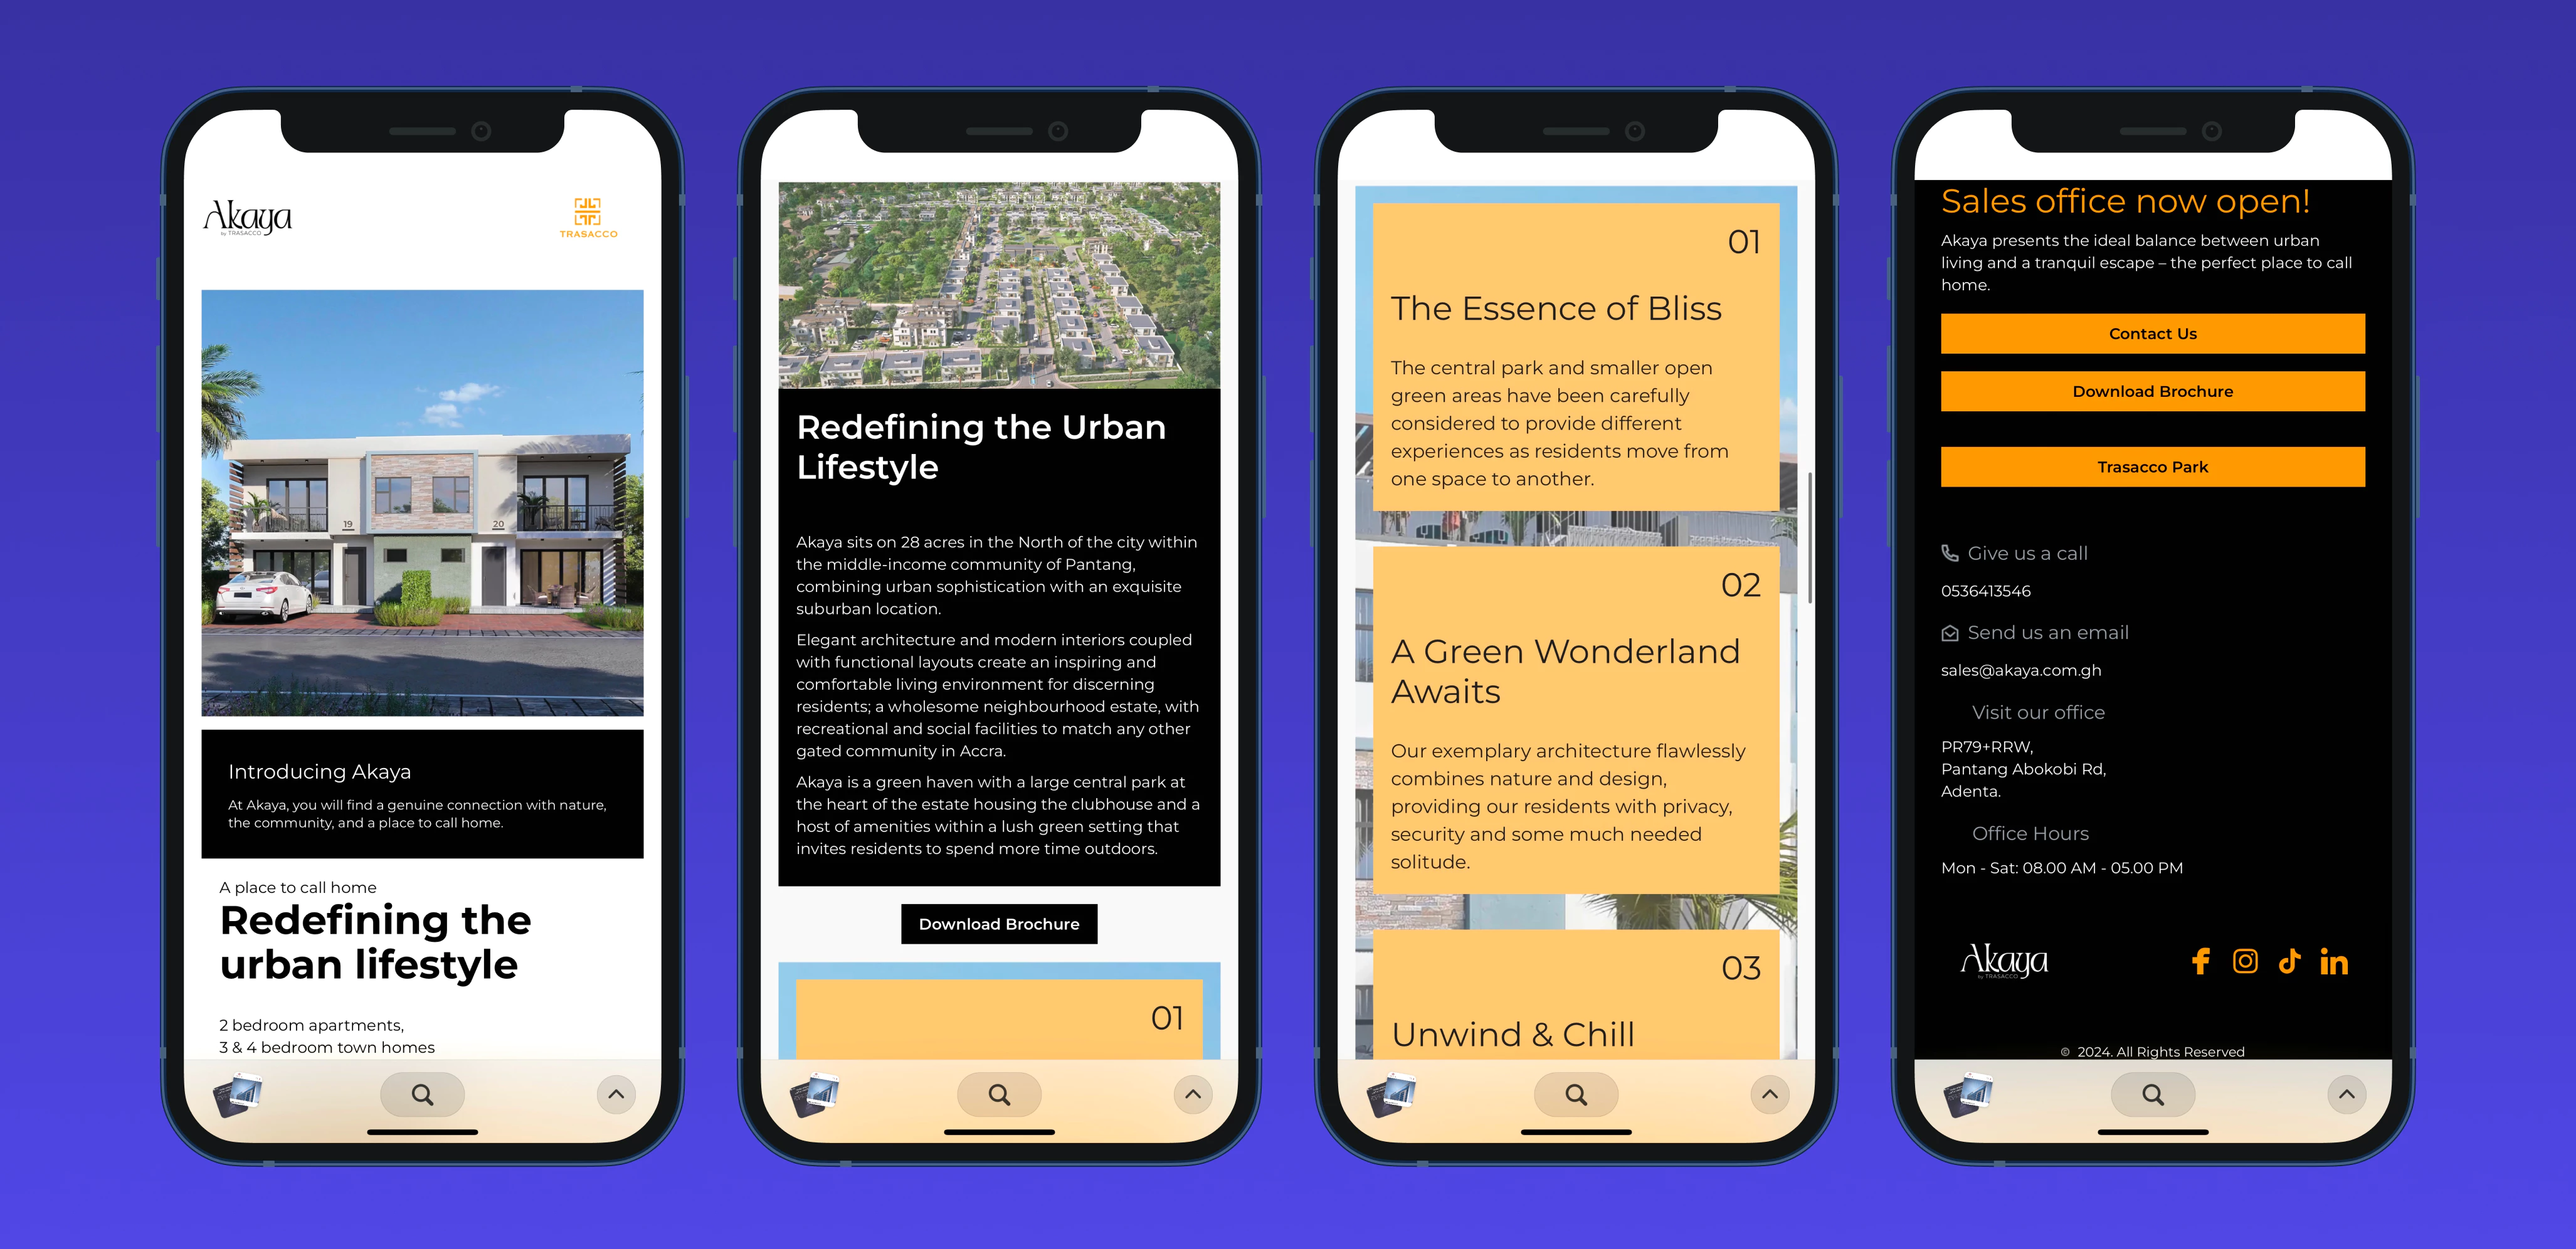 Akaya
by TRASACCO
TRASACCO
19
20
Introducing Akaya
At Akaya, you will find a genuine connection with nature,
the community, and a place to call home.
A place to call home
Redefining the
urban lifestyle
2 bedroom apartments,
3 & 4 bedroom town homes
Redefining the Urban
Lifestyle
Akaya sits on 28 acres in the North of the city within
the middle-income community of Pantang,
combining urban sophistication with an exquisite
suburban location.
Elegant architecture and modern interiors coupled
with functional layouts create an inspiring and
comfortable living environment for discerning
residents; a wholesome neighbourhood estate, with
recreational and social facilities to match any other
gated community in Accra.
Akaya is a green haven with a large central park at
the heart of the estate housing the clubhouse and a
host of amenities within a lush green setting that
invites residents to spend more time outdoors.
Download Brochure
01
01
The Essence of Bliss
The central park and smaller open
green areas have been carefully
considered to provide different
experiences as residents move from
one space to another.
02
A Green Wonderland
Awaits
Our exemplary architecture flawlessly
combines nature and design,
providing our residents with privacy,
security and some much needed
solitude.
03
Unwind & Chill
Sales office now open!
Akaya presents the ideal balance between urban
living and a tranquil escape – the perfect place to call
home.
Contact Us
Download Brochure
Trasacco Park
Give us a call
0536413546
Send us an email
sales@akaya.com.gh
Visit our office
PR79+RRW,
Pantang Abokobi Rd,
Adenta.
Office Hours
Mon - Sat: 08.00 AM - 05.00 PM
Akaya
by TRASACCO
© 2024. All Rights Reserved